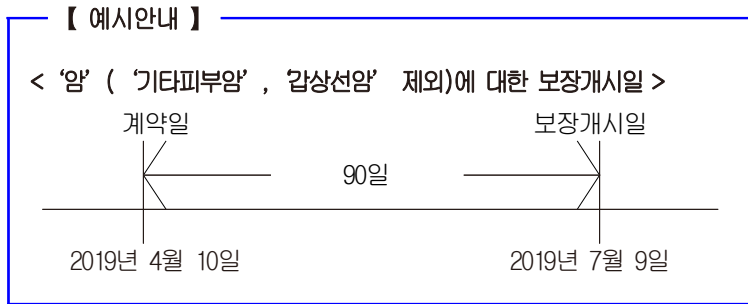 【 예시안내 】
< ‘암’ ( ‘기타피부암’ , ‘갑상선암’ 제외)에 대한 보장개시일 >
계약일 보장개시일
90일
2019년 4월 10일 2019년 7월 9일